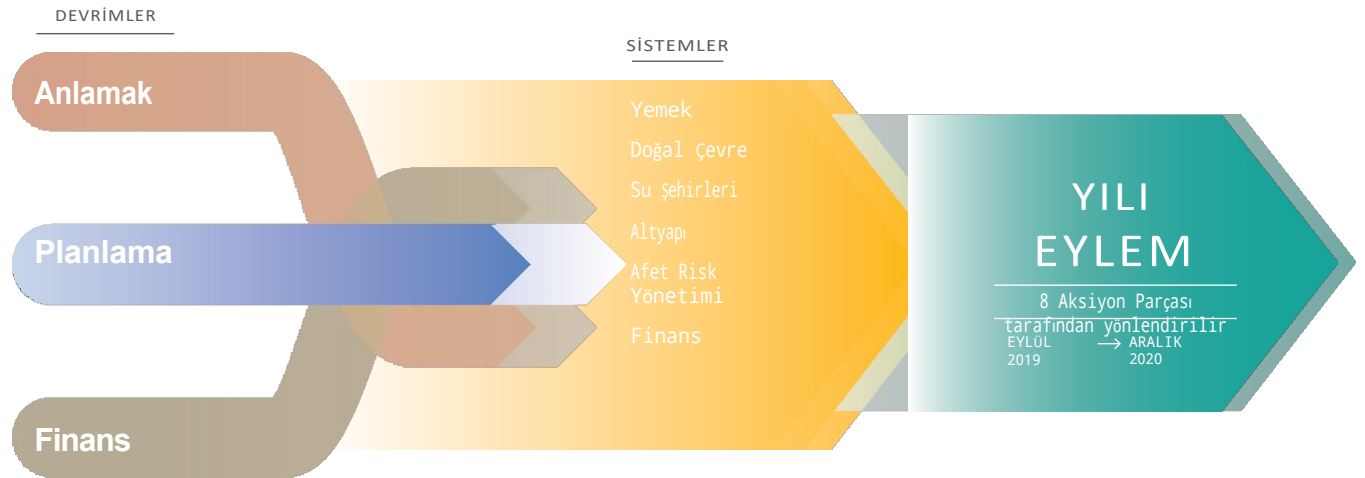 DEVRİMLER
Anlamak
Planlama
Finans
SİSTEMLER
Yemek
Doğal Çevre
Su Şehirleri
Altyapı
Afet Risk
Yönetimi
Finans
YILI
EYLEM
8 Aksiyon Parçası
tarafından yönlendirilir
EYLÜL → ARALIK
2019 2020